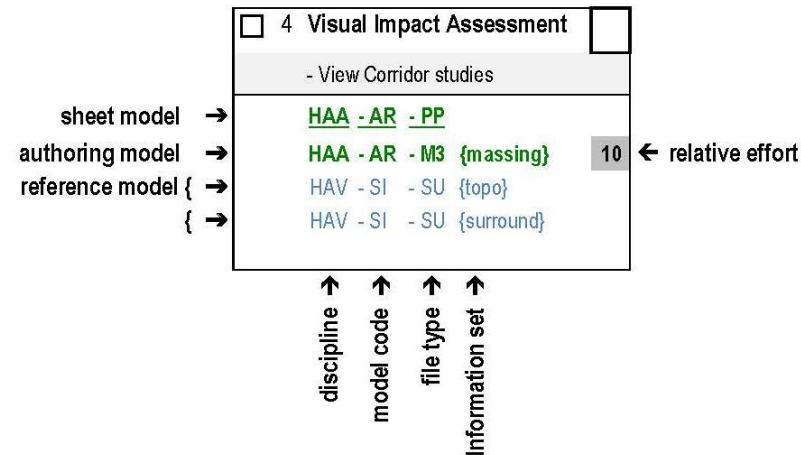 4 Visual Impact Assessment
- View Corridor studies
sheet model → HAA - AR - PP
authoring model → HAA - AR - M3 {massing} 10 ← relative effort
reference model { → HAV - SI - SU {topo}
{ → HAV - SI - SU {surround}
discipline →
model code →
file type →
Information set →